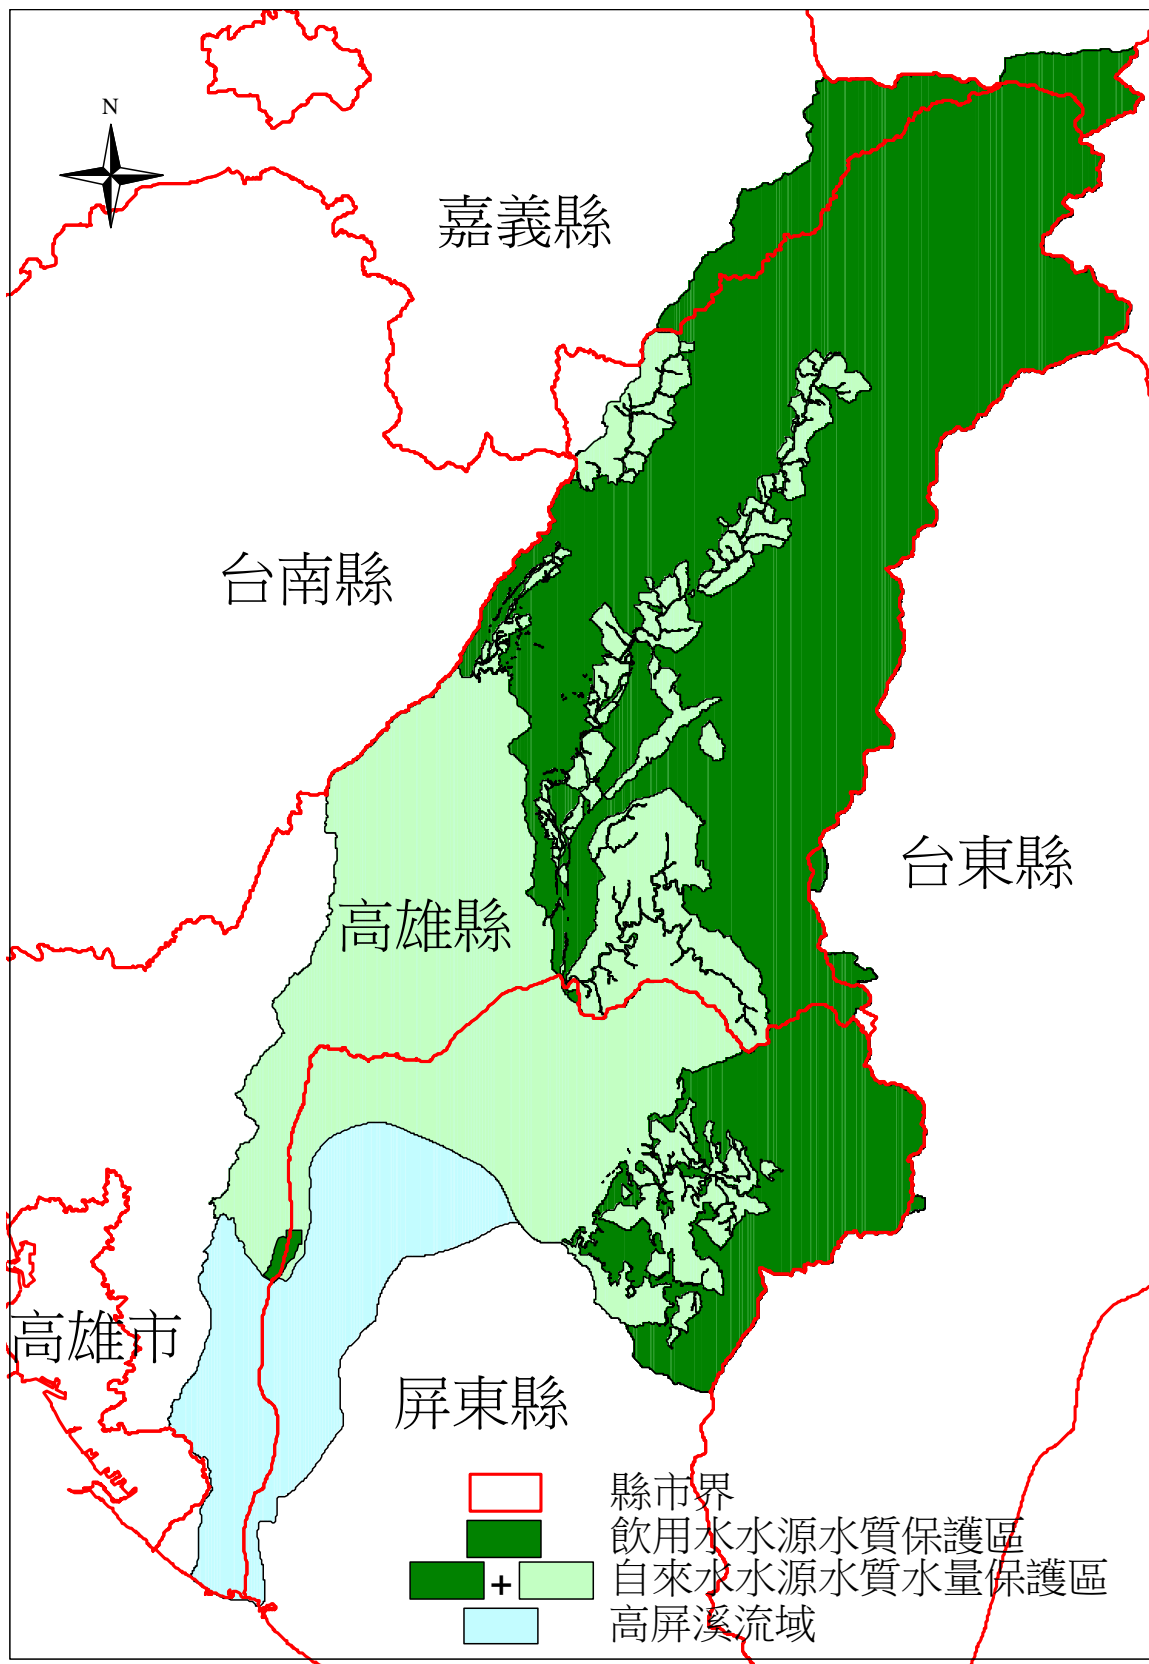 N
嘉義縣
台南縣
台東縣
高雄縣
高雄市
屏東縣
縣市界
飲用水水源水質保護區
+ 自來水水源水質水量保護區
高屏溪流域